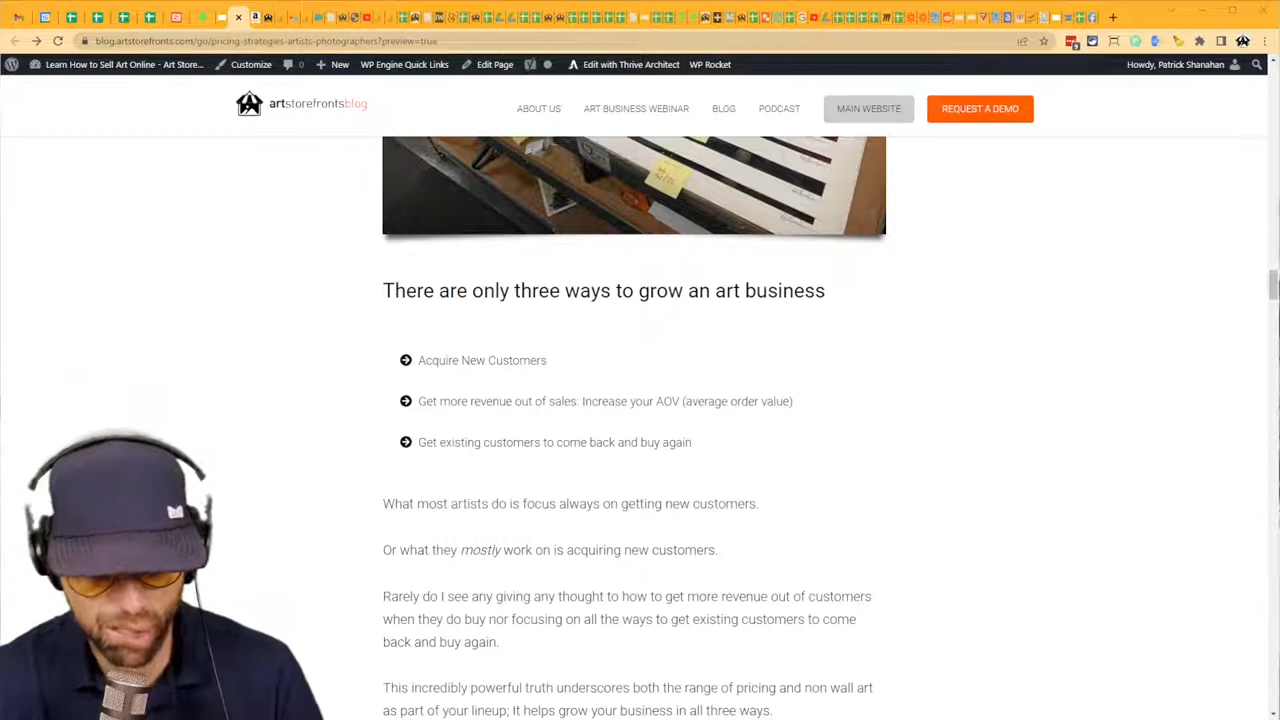 blog.artstorefronts.com/go/pricing-strategies-artists-photographers?preview=true
Learn How to Sell Art Online - Art Store... Customize 0 New WP Engine Quick Links Edit Page Edit with Thrive Architect WP Rocket Howdy, Patrick Shanahan
artstorefrontsblog ABOUT US ART BUSINESS WEBINAR BLOG PODCAST MAIN WEBSITE REQUEST A DEMO
There are only three ways to grow an art business
Acquire New Customers
Get more revenue out of sales: Increase your AOV (average order value)
Get existing customers to come back and buy again
What most artists do is focus always on getting new customers.
Or what they mostly work on is acquiring new customers.
Rarely do I see any giving any thought to how to get more revenue out of customers
when they do buy nor focusing on all the ways to get existing customers to come
back and buy again.
This incredibly powerful truth underscores both the range of pricing and non wall art
as part of your lineup; It helps grow your business in all three ways.